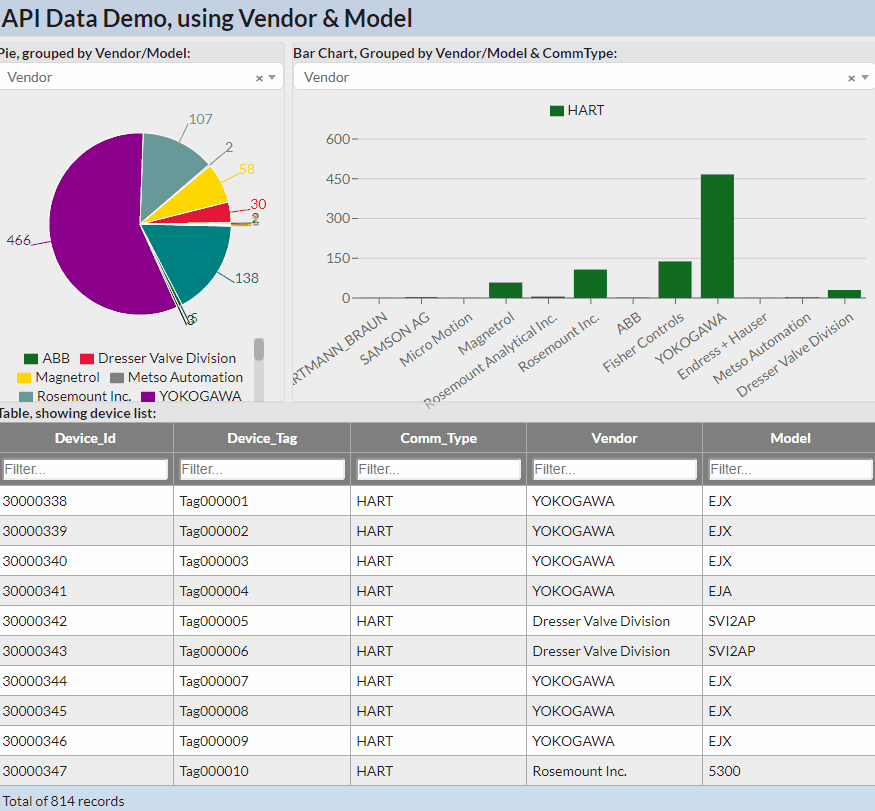 API Data Demo, using Vendor & Model
Pie, grouped by Vendor/Model:
Vendor × 
107
2
58
30
2
138
5
466
ABB Dresser Valve Division
Magnetrol Metso Automation
Rosemount Inc. YOKOGAWA
Bar Chart, Grouped by Vendor/Model & CommType:
Vendor ×
HART
600
450
300
150
0
RTMANN_BRAUN
SAMSON AG
Micro Motion
Magnetrol
Rosemount Analytical Inc.
Rosemount Inc.
ABB
Fisher Controls
YOKOGAWA
Endress + Hauser
Metso Automation
Dresser Valve Division
Table, showing device list:
Device_Id Device_Tag Comm_Type Vendor Model
Filter... Filter... Filter... Filter... Filter...
30000338 Tag000001 HART YOKOGAWA EJX
30000339 Tag000002 HART YOKOGAWA EJX
30000340 Tag000003 HART YOKOGAWA EJX
30000341 Tag000004 HART YOKOGAWA EJA
30000342 Tag000005 HART Dresser Valve Division SVI2AP
30000343 Tag000006 HART Dresser Valve Division SVI2AP
30000344 Tag000007 HART YOKOGAWA EJX
30000345 Tag000008 HART YOKOGAWA EJX
30000346 Tag000009 HART YOKOGAWA EJX
30000347 Tag000010 HART Rosemount Inc. 5300
Total of 814 records